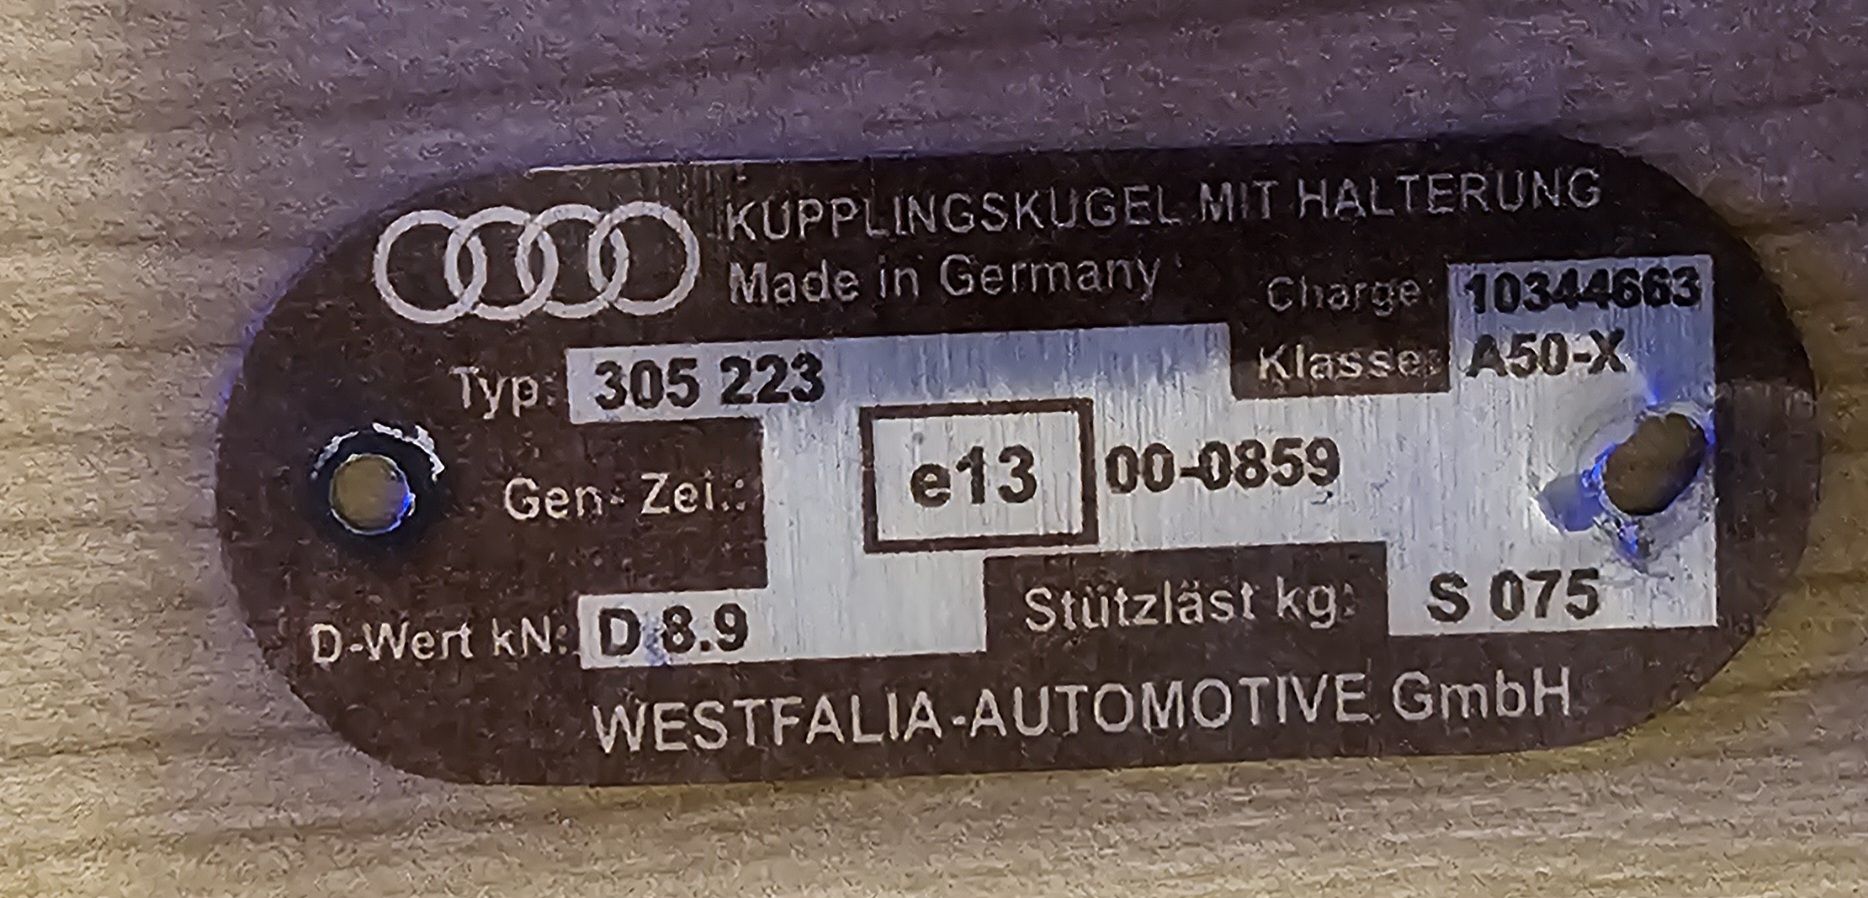 KUPPLINGSKUGEL MIT HALTERUNG
Made in Germany
Charge: 10344663
Klasse: A50-X
Typ: 305 223
Gen- Zei.: e13 00-0859
D-Wert kN: D 8.9
Stützläst kg: S 075
WESTFALIA-AUTOMOTIVE GmbH